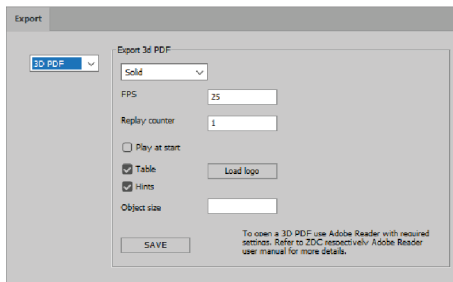 Export
Export 3d PDF
3D PDF
Solid
FPS
25
Replay counter
1
Play at start
Table
Load logo
Hints
Object size
SAVE
To open a 3D PDF use Adobe Reader with required
settings. Refer to ZDC respectively Adobe Reader
user manual for more details.